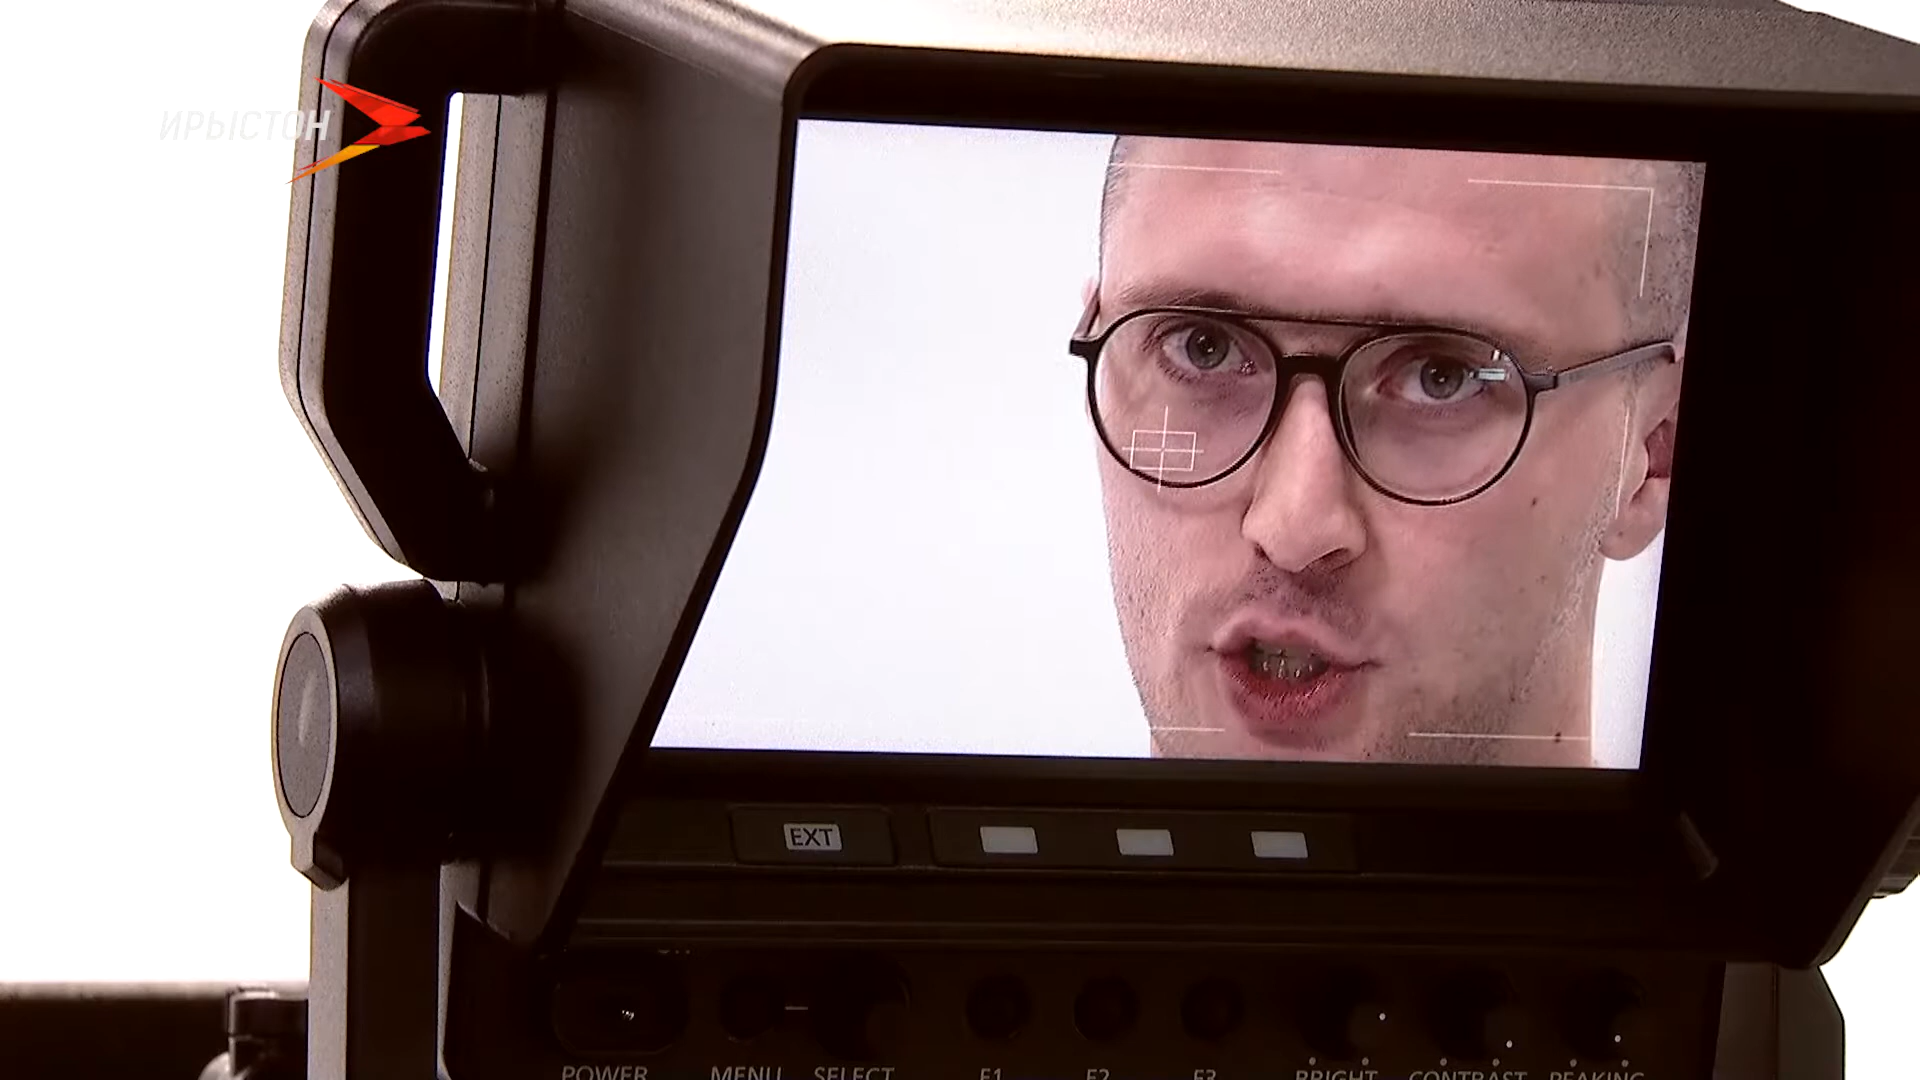 ИРЫСТОН
EXT
POWER MENU SELECT F1 F2 F3 BRIGHT CONTRAST PEAKING